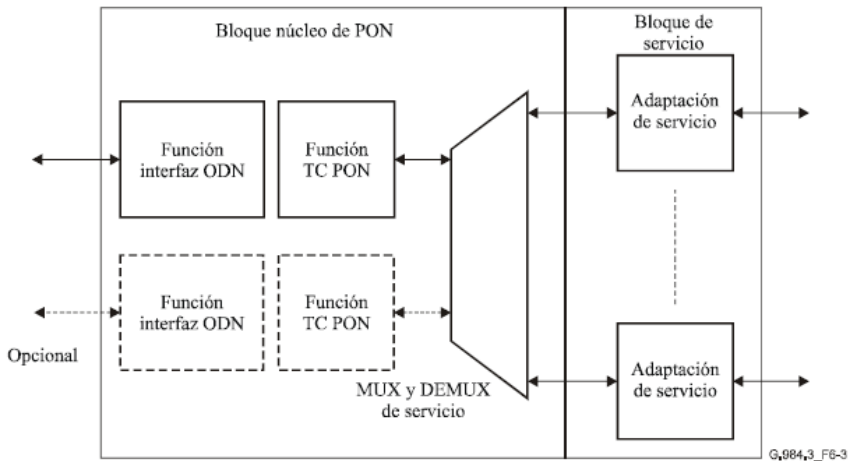 Bloque núcleo de PON
Bloque de
servicio
Función
interfaz ODN
Función
TC PON
Adaptación
de servicio
Función
interfaz ODN
Función
TC PON
Opcional
MUX y DEMUX
de servicio
Adaptación
de servicio
G.984.3_F6-3